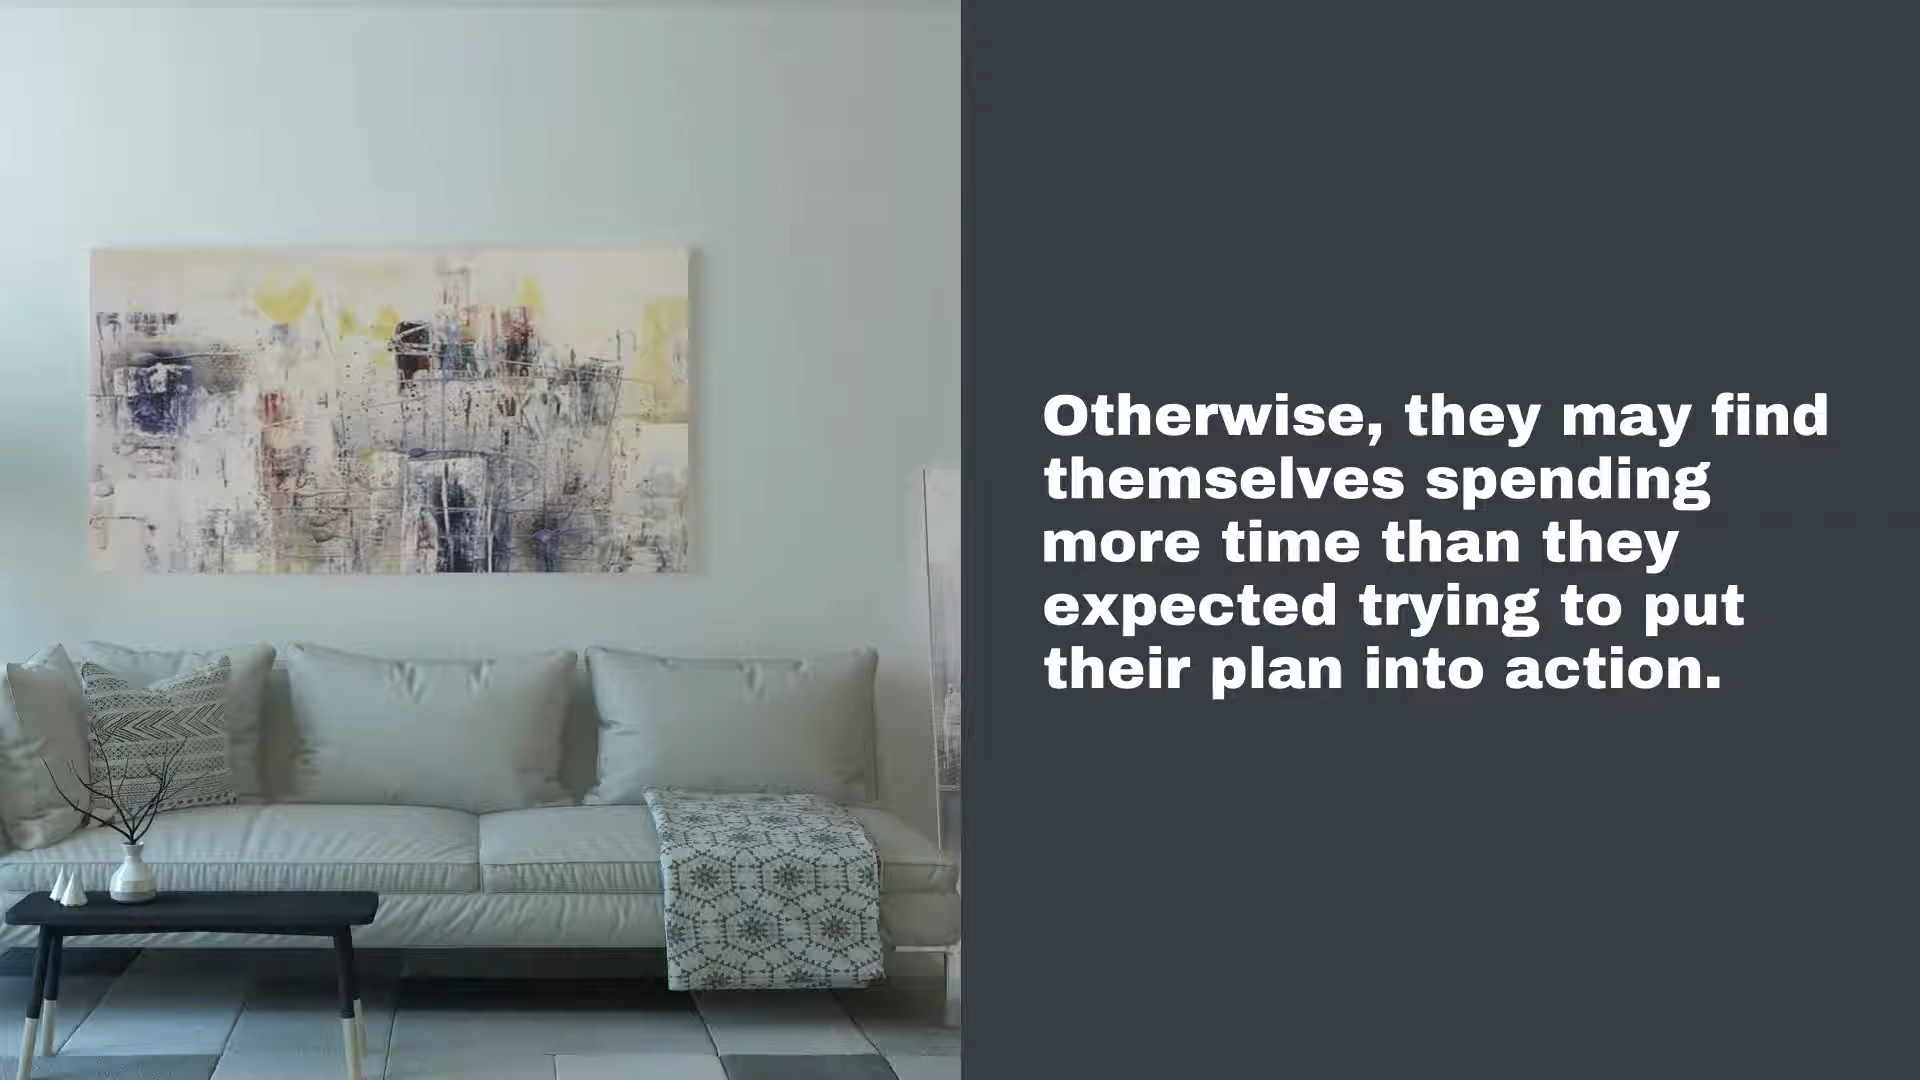 Otherwise, they may find
themselves spending
more time than they
expected trying to put
their plan into action.